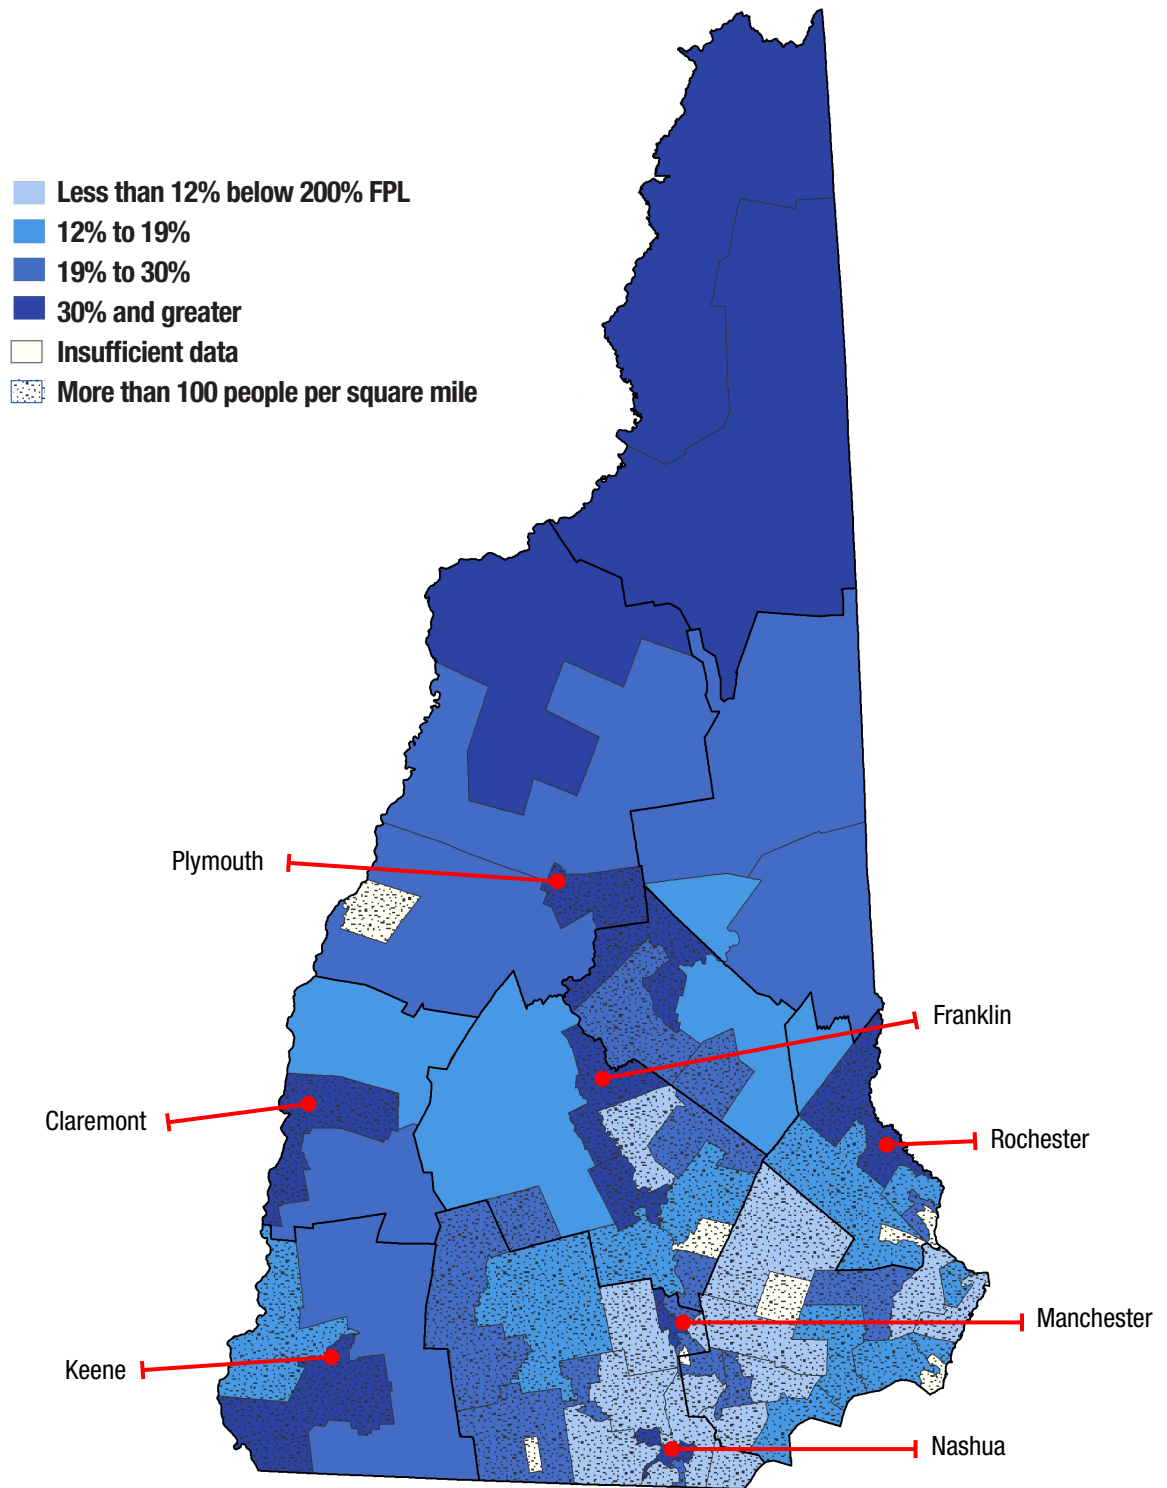 Less than 12% below 200% FPL
12% to 19%
19% to 30%
30% and greater
Insufficient data
More than 100 people per square mile
Plymouth
Franklin
Claremont
Rochester
Manchester
Keene
Nashua